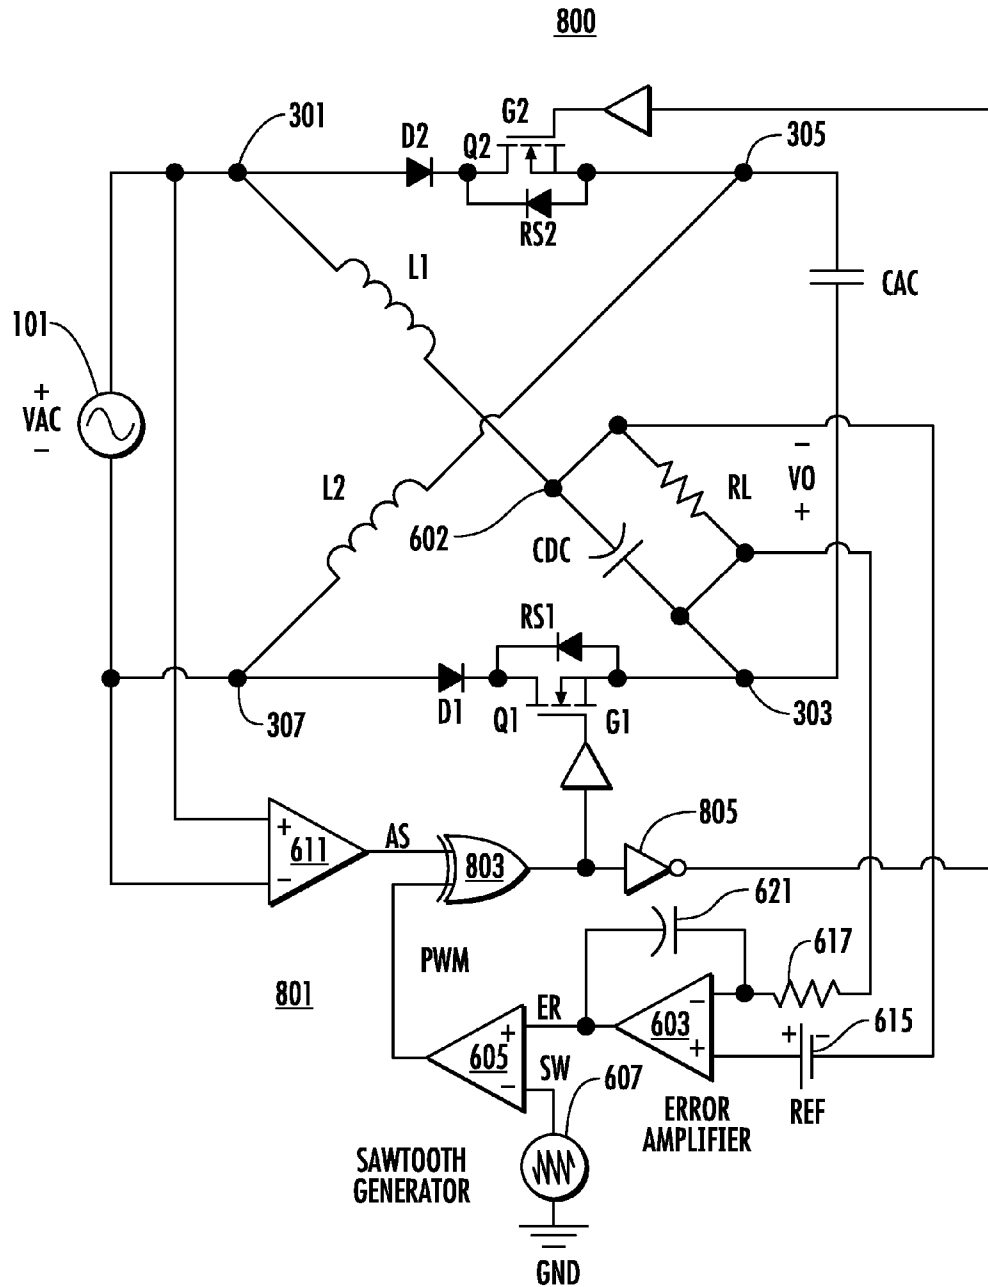 800
301
G2
305
D2
Q2
RS2
L1
CAC
101
+
VAC
-
-
VO
+
RL
L2
602
CDC
RS1
D1
Q1
G1
307
303
805
+
611
-
AS
803
621
PWM
617
801
-
603
+
615
+ -
ER
+
605
-
SW
607
REF
ERROR
AMPLIFIER
SAWTOOTH
GENERATOR
GND